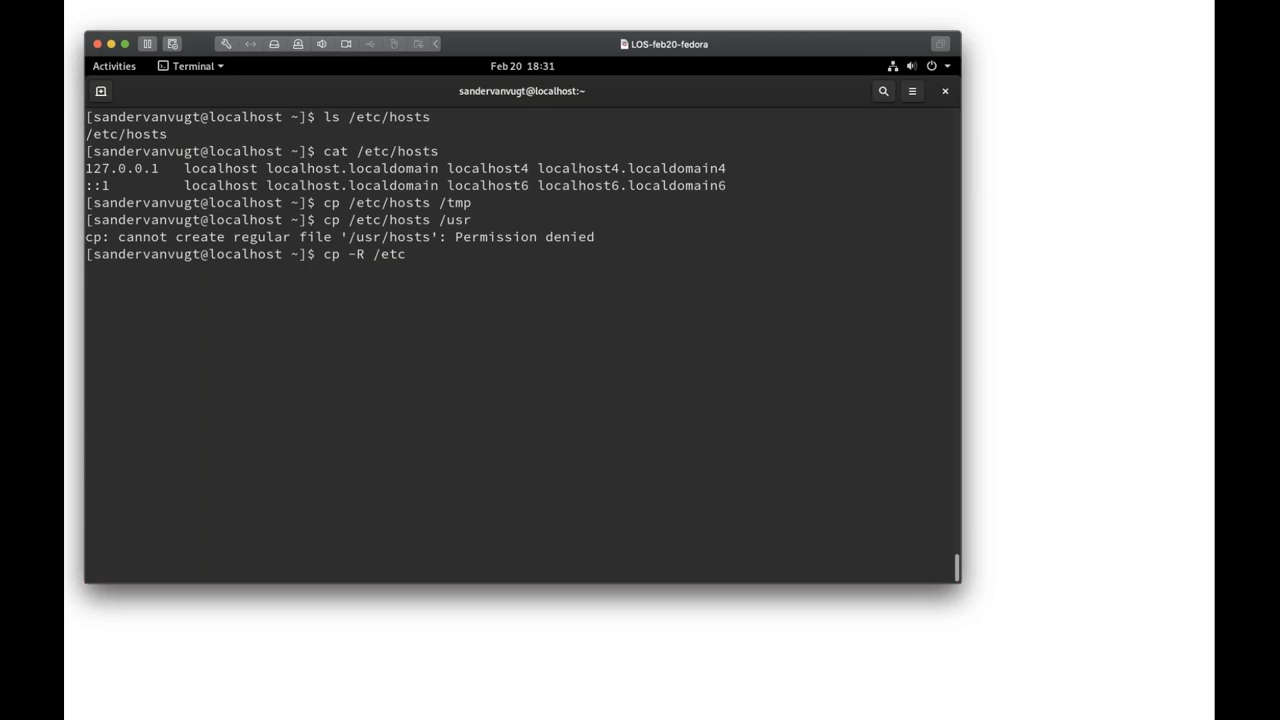 LOS-feb20-fedora
Activities Terminal Feb 20 18:31
sandervanvugt@localhost:~
[sandervanvugt@localhost ~]$ ls /etc/hosts
/etc/hosts
[sandervanvugt@localhost ~]$ cat /etc/hosts
127.0.0.1   localhost localhost.localdomain localhost4 localhost4.localdomain4
::1         localhost localhost.localdomain localhost6 localhost6.localdomain6
[sandervanvugt@localhost ~]$ cp /etc/hosts /tmp
[sandervanvugt@localhost ~]$ cp /etc/hosts /usr
cp: cannot create regular file '/usr/hosts': Permission denied
[sandervanvugt@localhost ~]$ cp -R /etc